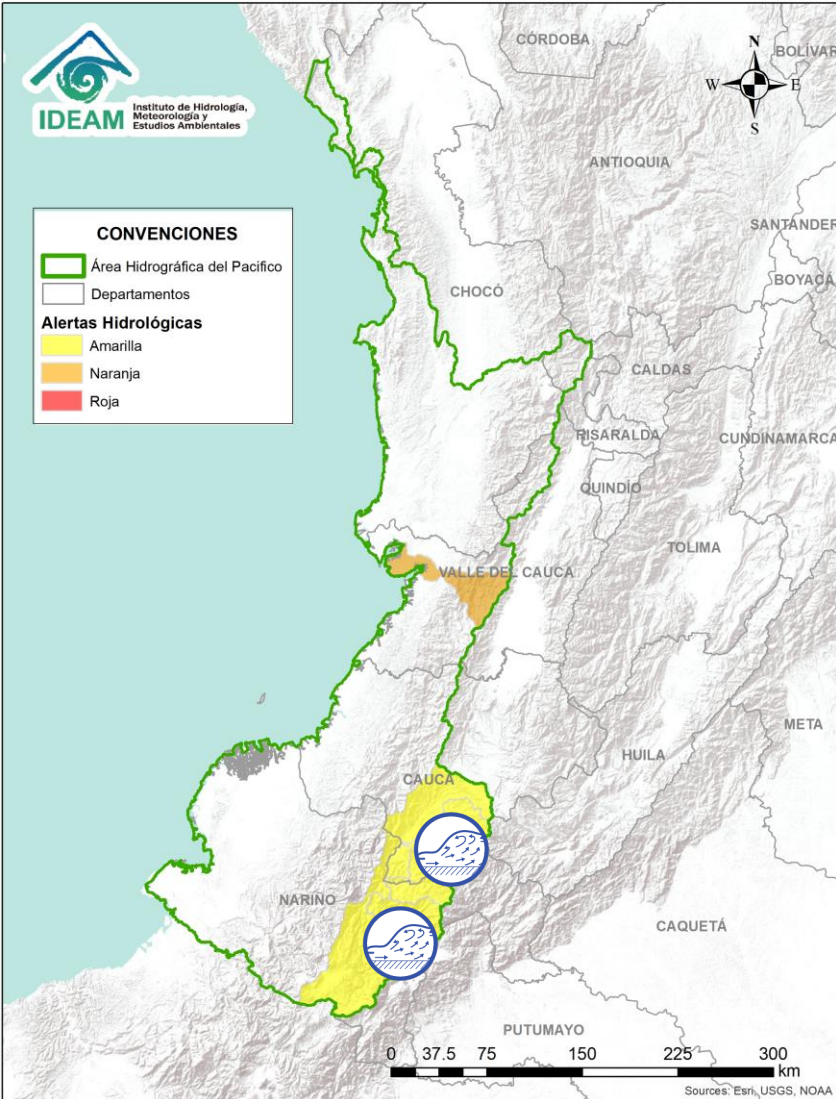 IDEAM
Instituto de Hidrología,
Meteorología y
Estudios Ambientales
N
W
E
S
CÓRDOBA
BOLÍVAR
ANTIOQUIA
SANTANDER
BOYACÁ
CONVENCIONES
Área Hidrográfica del Pacifico
Departamentos
Alertas Hidrológicas
Amarilla
Naranja
Roja
CHOCÓ
CALDAS
RISARALDA
CUNDINAMARCA
QUINDÍO
TOLIMA
VALLE DEL CAUCA
META
HUILA
CAUCA
NARIÑO
CAQUETÁ
PUTUMAYO
0 37.5 75 150 225 300
km
Sources: Esri, USGS, NOAA